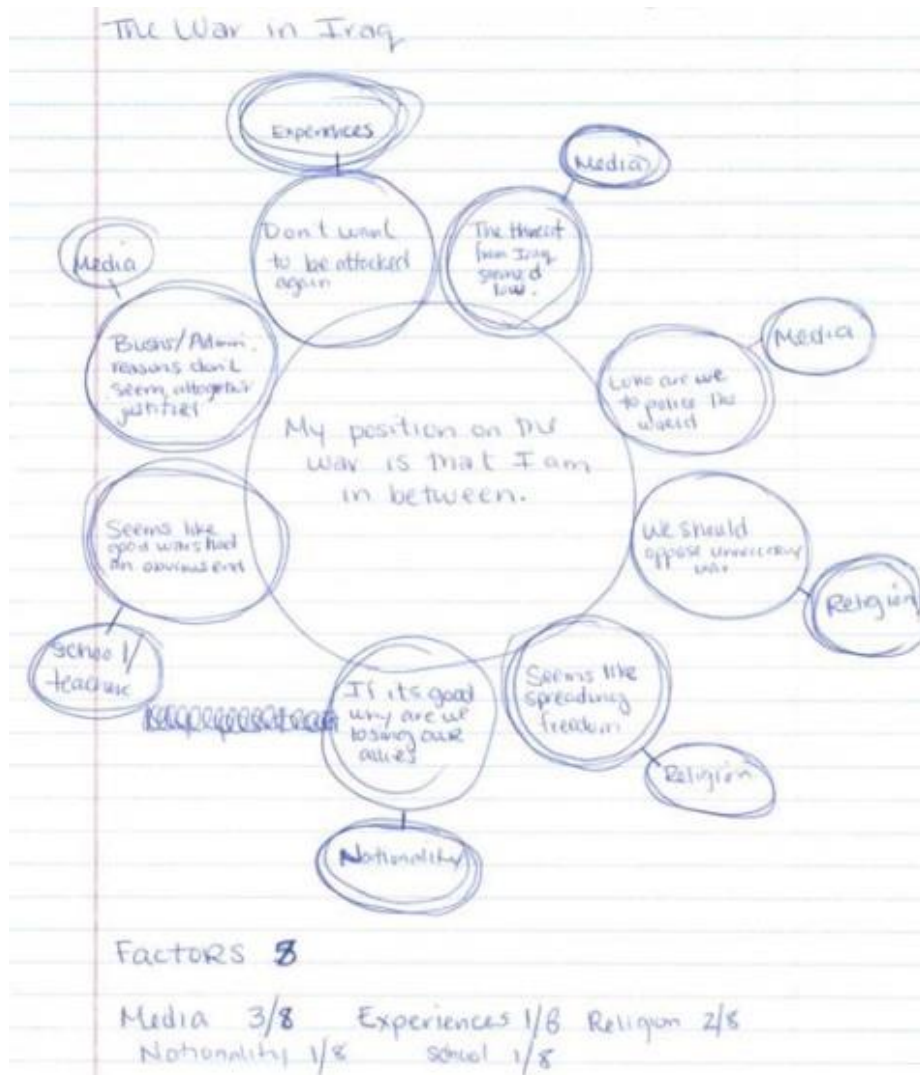 The War in Iraq
Experiences
Media
Don't want
to be attacked
again
The threat
from Iraq
seemed
low.
Media
Bushs/Admin.
reasons don't
seem altogether
justified
Media
Who are we
to police the
world
My position on the
war is that I am
in between.
Seems like
good wars had
an obvious end
We should
oppose unnecessary
war
Religion
School/
teacher
If its good
why are we
losing our
allies
Seems like
spreading
freedom
Religion
Nationality
Factors 8
Media 3/8 Experiences 1/8 Religion 2/8
Nationality 1/8 School 1/8